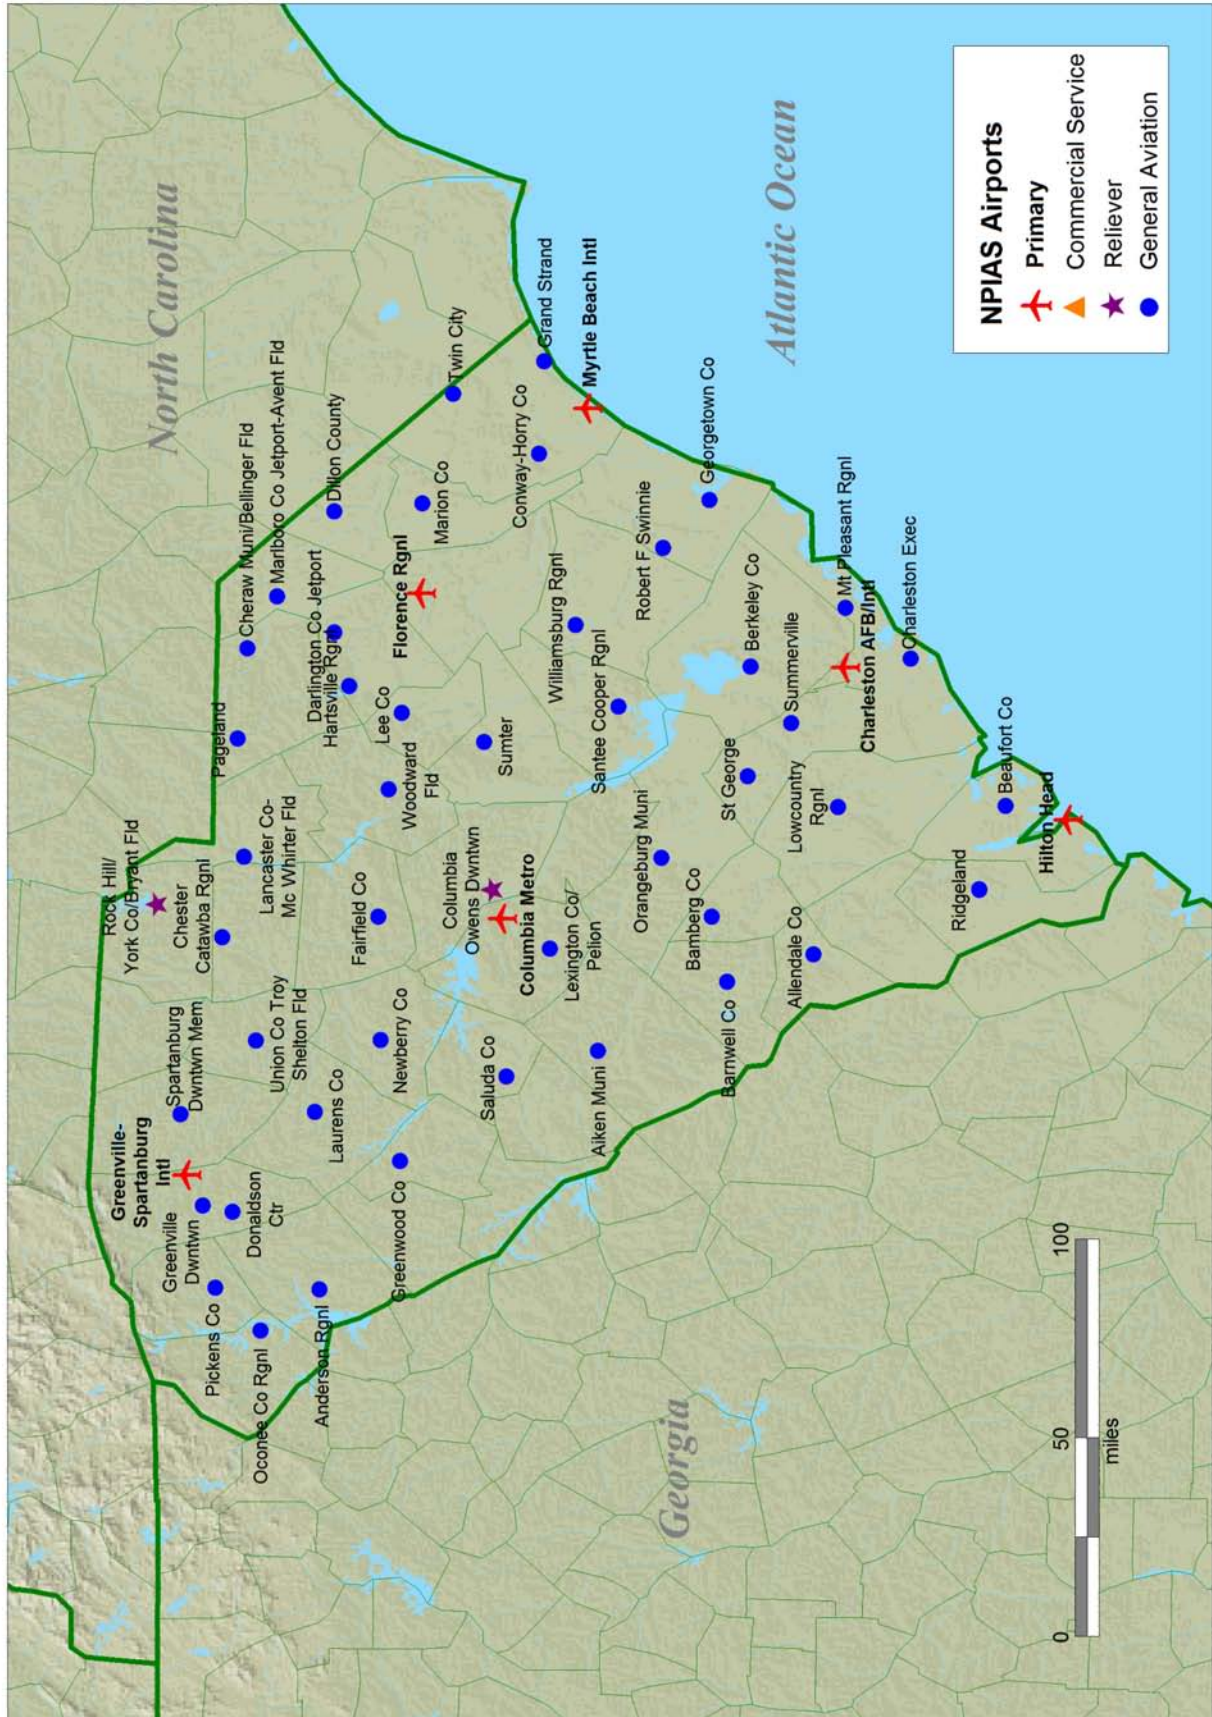 North Carolina
Rock Hill/
York Co/Bryant Fld
Greenville-
Spartanburg
Intl
Spartanburg
Dwntwn Mem
Chester
Catawba Rgnl
Pageland
Cheraw Muni/Bellinger Fld
Marlboro Co Jetport-Avent Fld
Greenville
Dwntwn
Pickens Co
Donaldson
Ctr
Oconee Co Rgnl
Union Co Troy
Shelton Fld
Lancaster Co-
Mc Whirter Fld
Darlington Co Jetport
Hartsville Rgnl
Dillon County
Anderson Rgnl
Laurens Co
Newberry Co
Fairfield Co
Lee Co
Woodward
Fld
Florence Rgnl
Marion Co
Twin City
Greenwood Co
Columbia
Owens Dwntwn
Sumter
Saluda Co
Columbia Metro
Conway-Horry Co
Grand Strand
Myrtle Beach Intl
Lexington Co/
Pelion
Williamsburg Rgnl
Aiken Muni
Santee Cooper Rgnl
Orangeburg Muni
Robert F Swinnie
Georgetown Co
Bamberg Co
Barnwell Co
St George
Berkeley Co
Summerville
Allendale Co
Lowcountry
Rgnl
Mt Pleasant Rgnl
Charleston AFB/Intl
Charleston Exec
Ridgeland
Beaufort Co
Hilton Head
Georgia
Atlantic Ocean
0
50
100
miles
NPIAS Airports
Primary
Commercial Service
Reliever
General Aviation